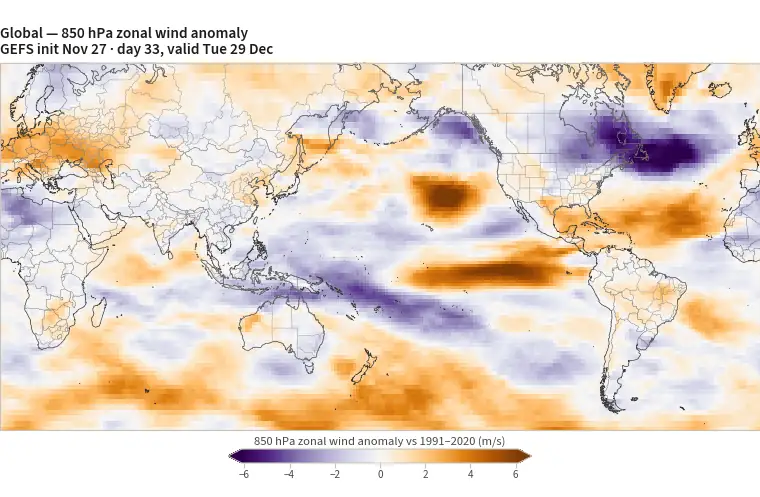 Global — 850 hPa zonal wind anomaly
GEFS init Nov 27 · day 33, valid Tue 29 Dec
850 hPa zonal wind anomaly vs 1991–2020 (m/s)
−6 −4 −2 0 2 4 6